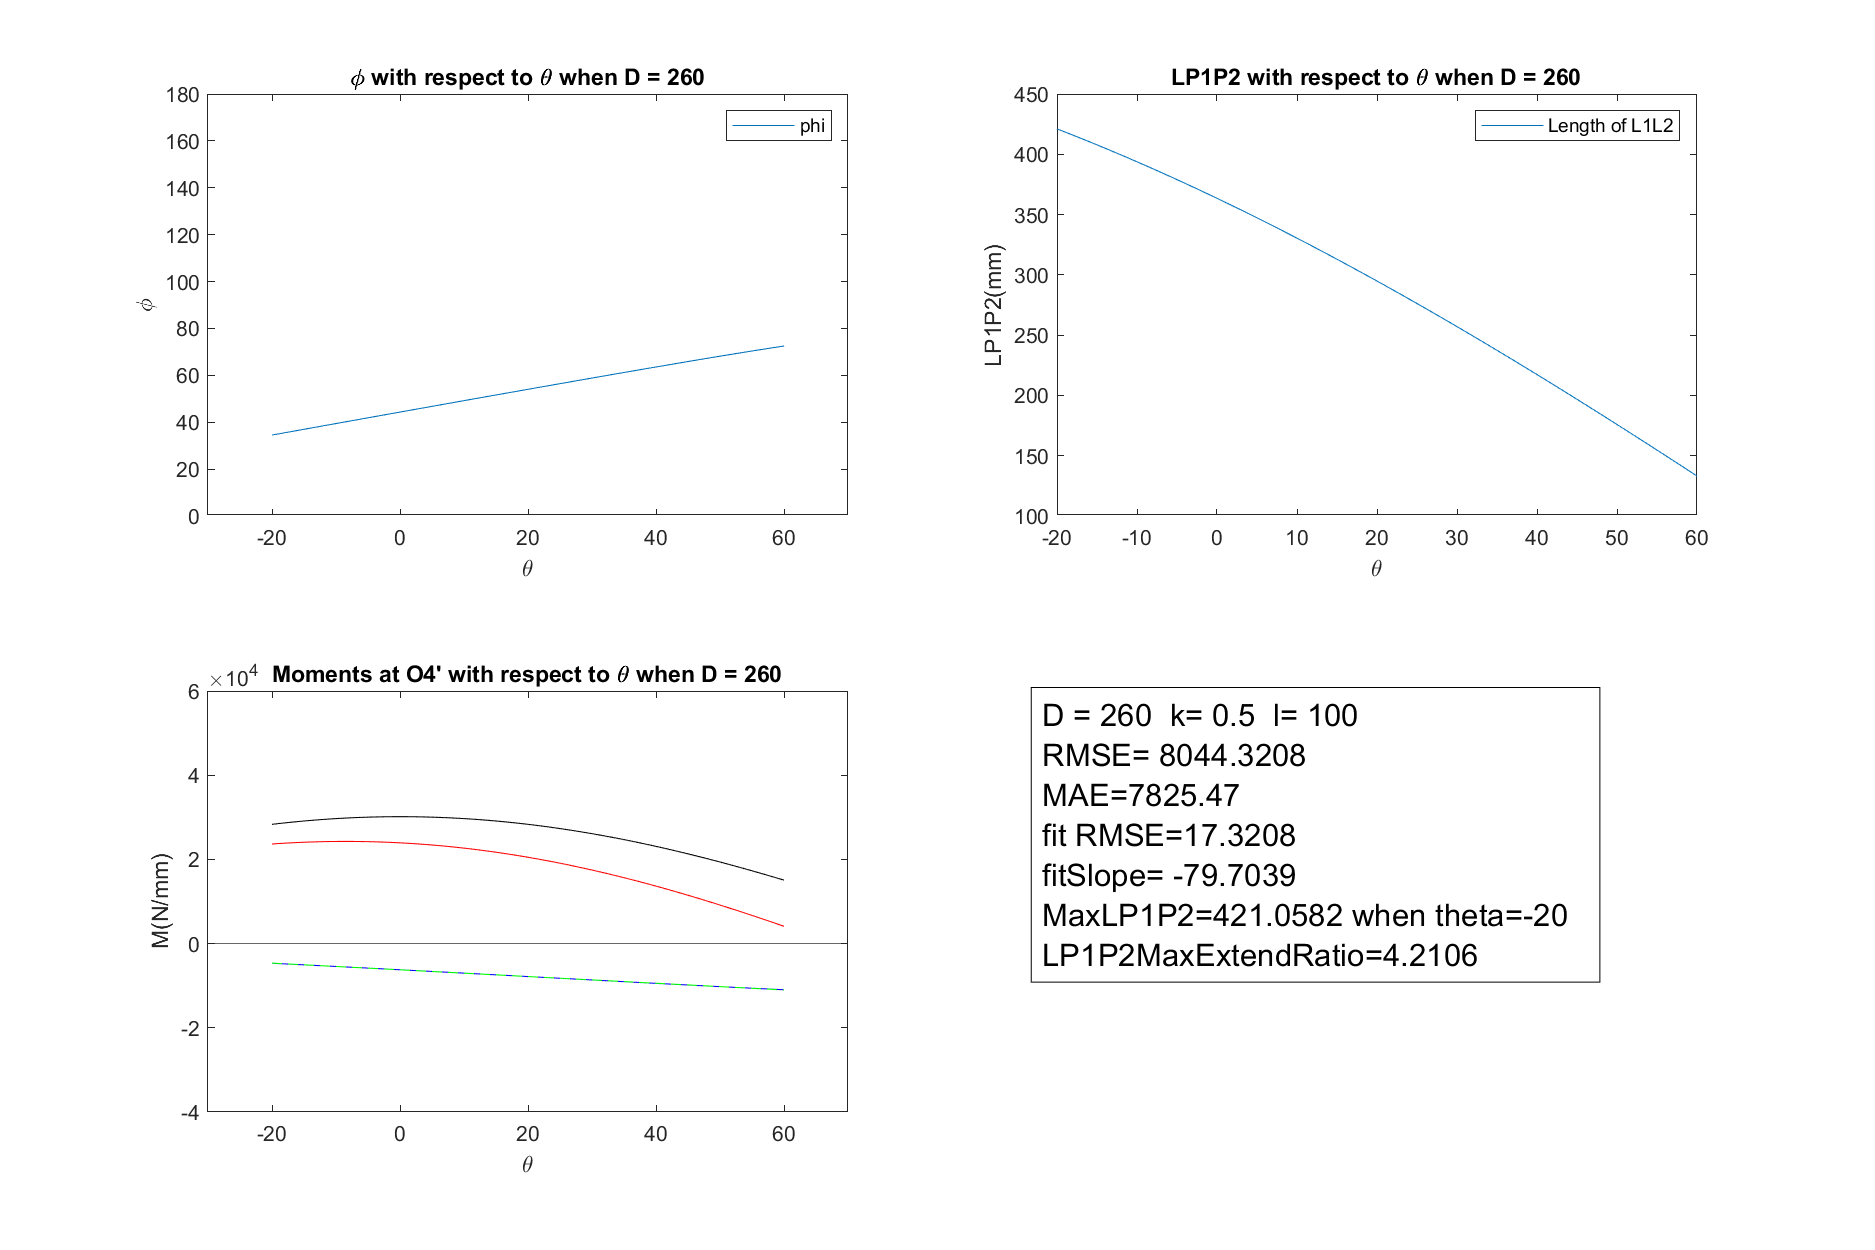 ϕ with respect to θ when D = 260
180
160
140
120
100
80
60
40
20
0
ϕ
phi
-20 0 20 40 60
θ
LP1P2 with respect to θ when D = 260
450
400
350
300
250
200
150
100
LP1P2(mm)
Length of L1L2
-20 -10 0 10 20 30 40 50 60
θ
×10^4
Moments at O4' with respect to θ when D = 260
6
4
2
0
-2
-4
M(N/mm)
-20 0 20 40 60
θ
D = 260 k= 0.5 l= 100
RMSE= 8044.3208
MAE=7825.47
fit RMSE=17.3208
fitSlope= -79.7039
MaxLP1P2=421.0582 when theta=-20
LP1P2MaxExtendRatio=4.2106